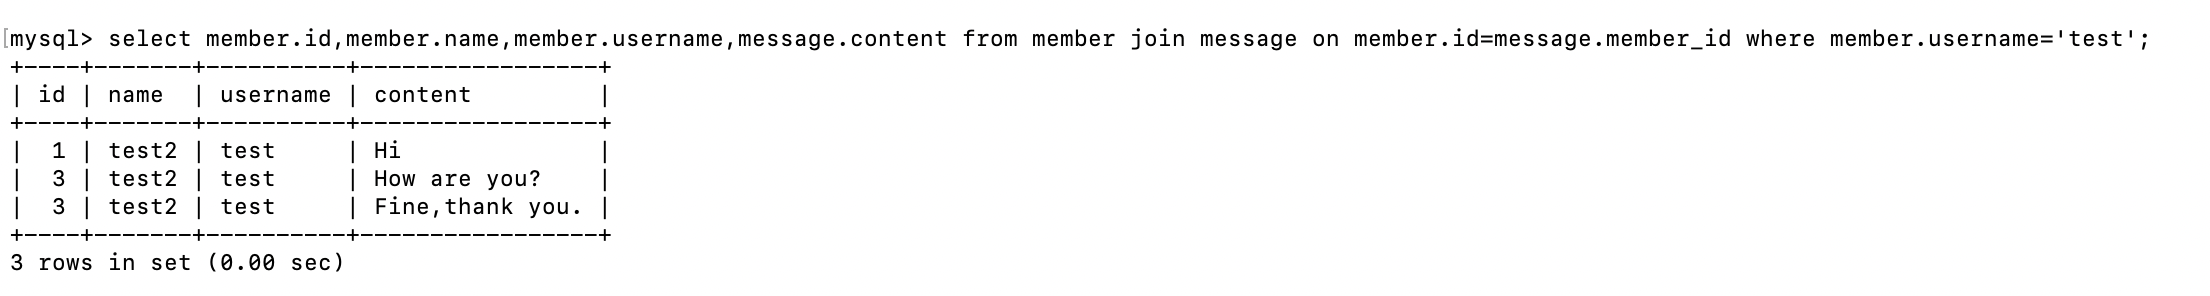 [mysql> select member.id,member.name,member.username,message.content from member join message on member.id=message.member_id where member.username='test';
+----+-------+----------+-----------------+
| id | name  | username | content         |
+----+-------+----------+-----------------+
|  1 | test2 | test     | Hi              |
|  3 | test2 | test     | How are you?    |
|  3 | test2 | test     | Fine,thank you. |
+----+-------+----------+-----------------+
3 rows in set (0.00 sec)